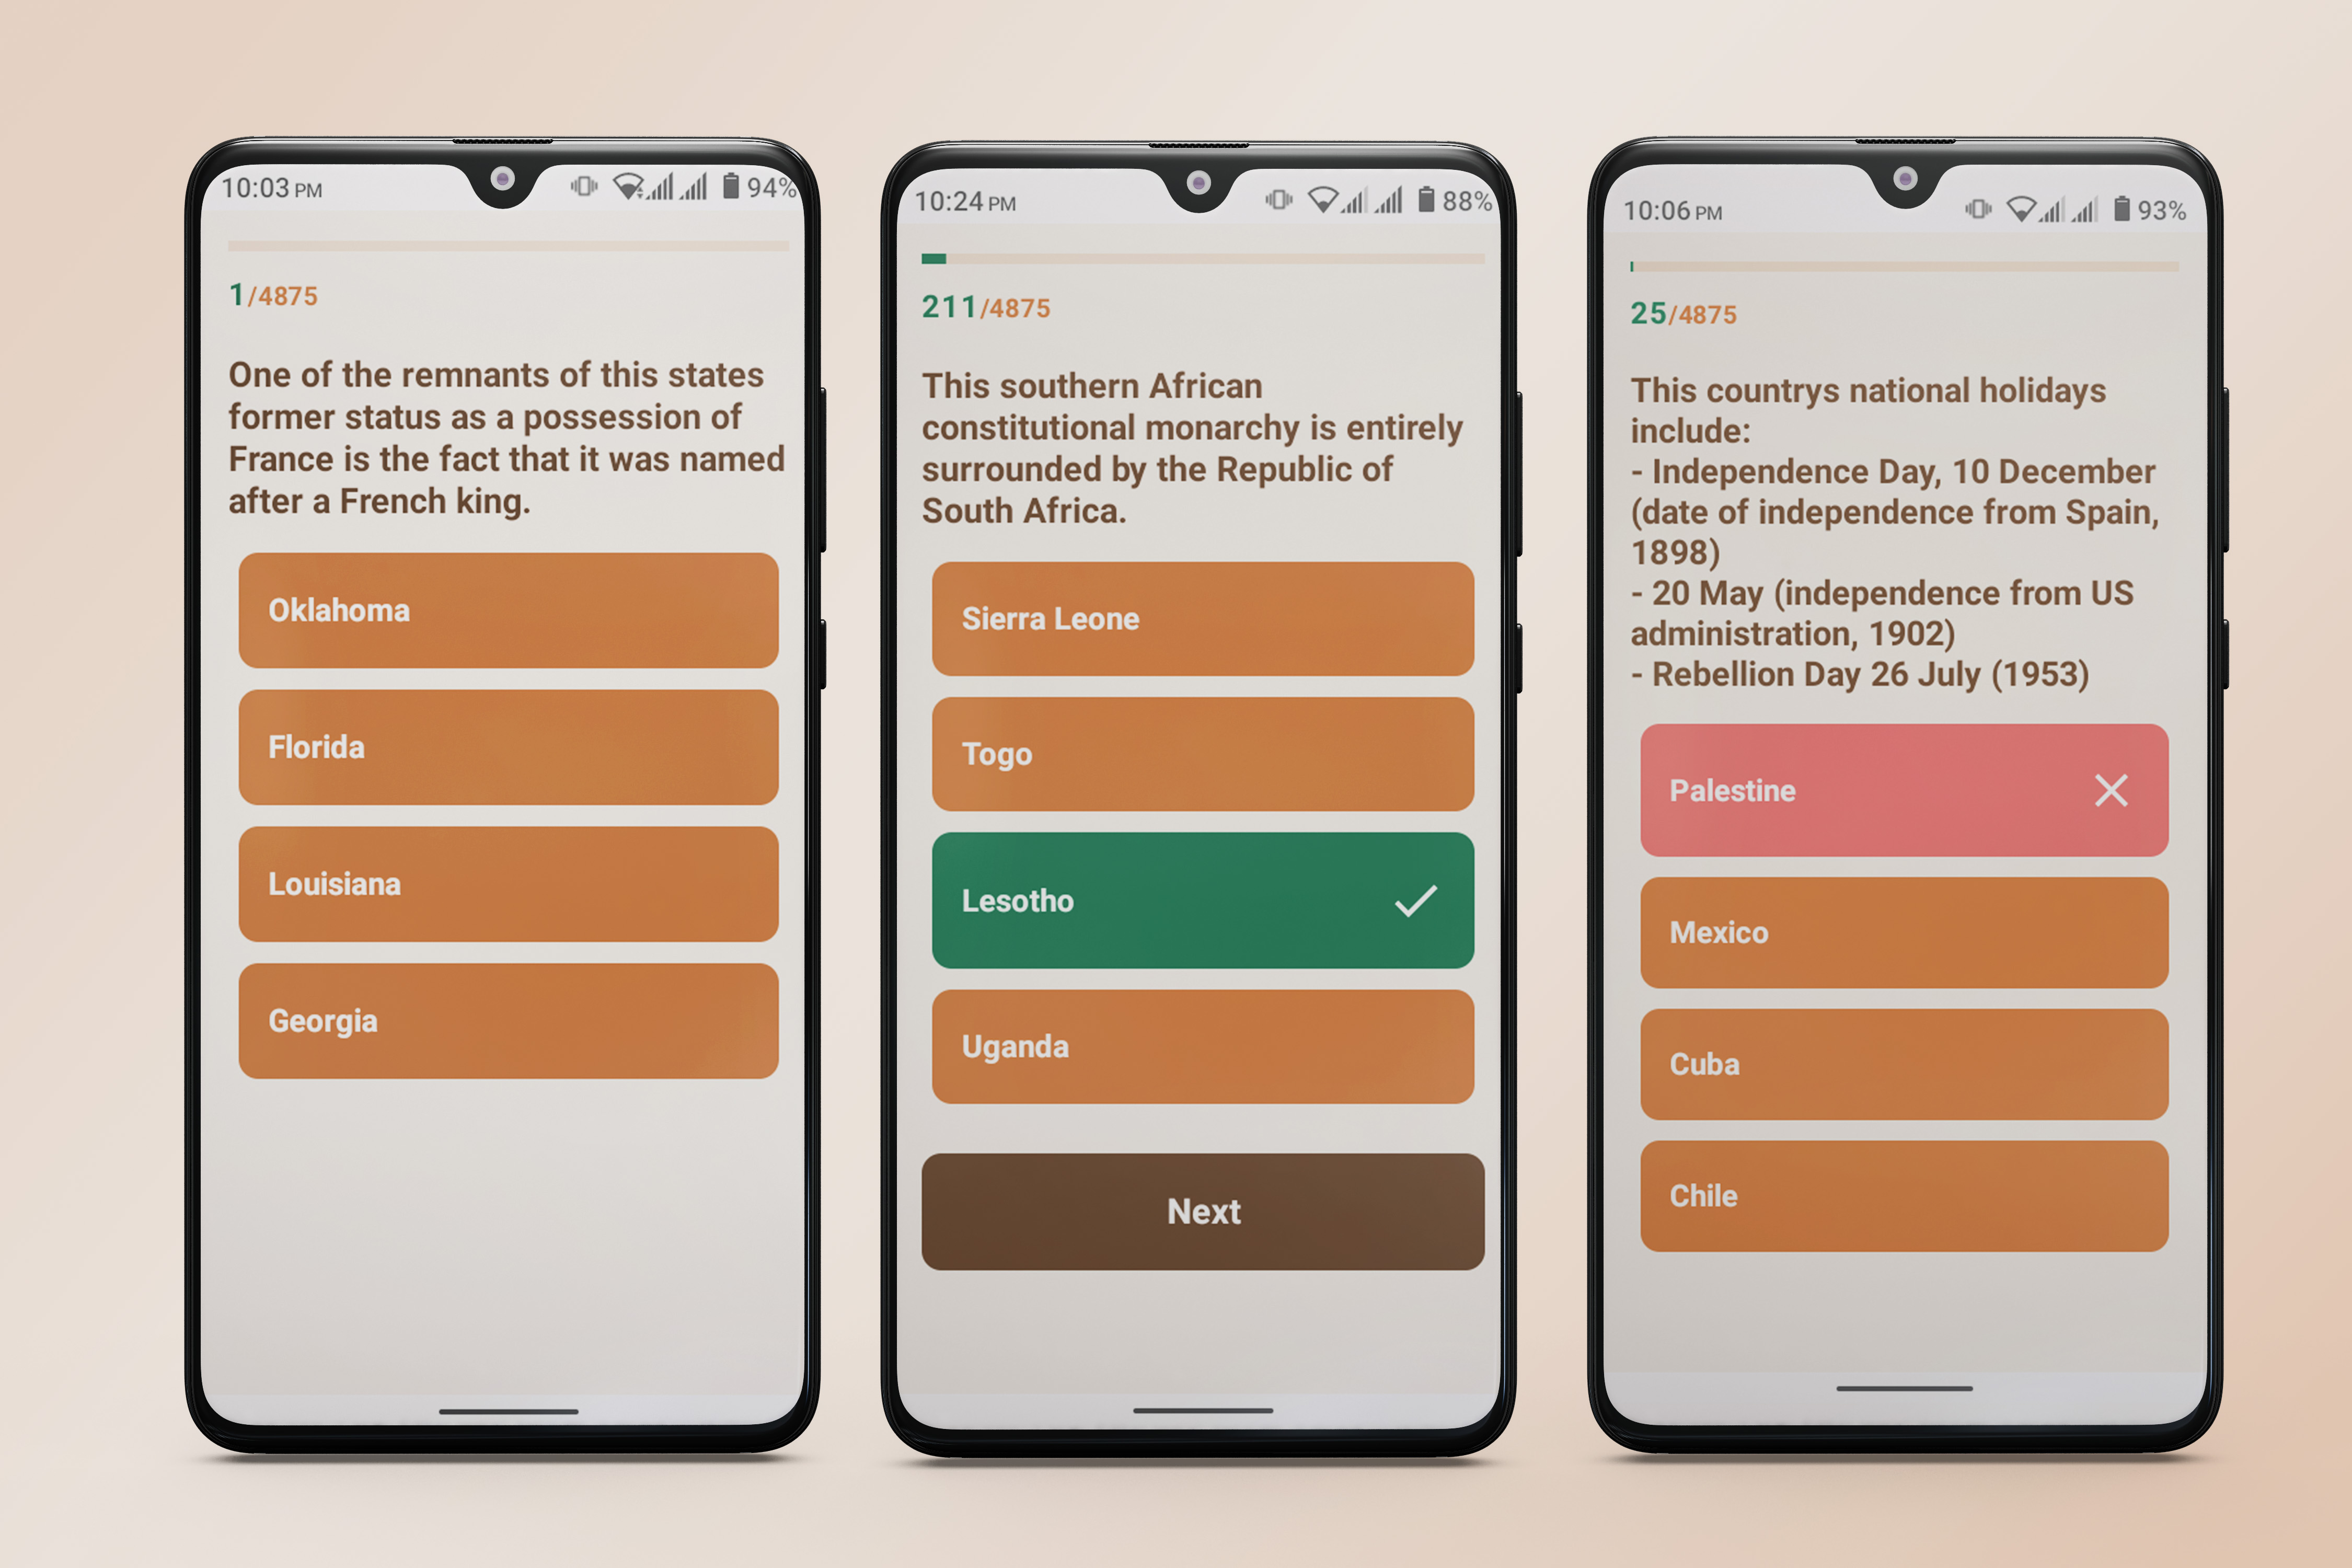 10:03 PM
94%
1/4875
One of the remnants of this states
former status as a possession of
France is the fact that it was named
after a French king.
Oklahoma
Florida
Louisiana
Georgia
10:24 PM
88%
211/4875
This southern African
constitutional monarchy is entirely
surrounded by the Republic of
South Africa.
Sierra Leone
Togo
Lesotho
Uganda
Next
10:06 PM
93%
25/4875
This countrys national holidays
include:
- Independence Day, 10 December
(date of independence from Spain,
1898)
- 20 May (independence from US
administration, 1902)
- Rebellion Day 26 July (1953)
Palestine
Mexico
Cuba
Chile